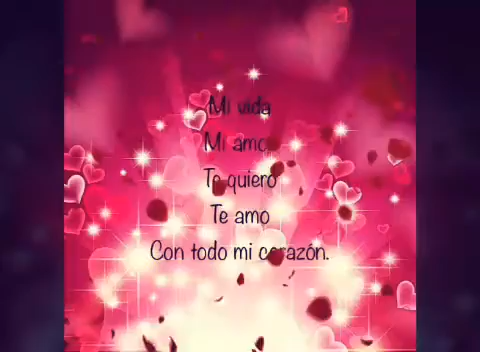 Mi vida
Mi amor
Te quiero
Te amo
Con todo mi corazón.